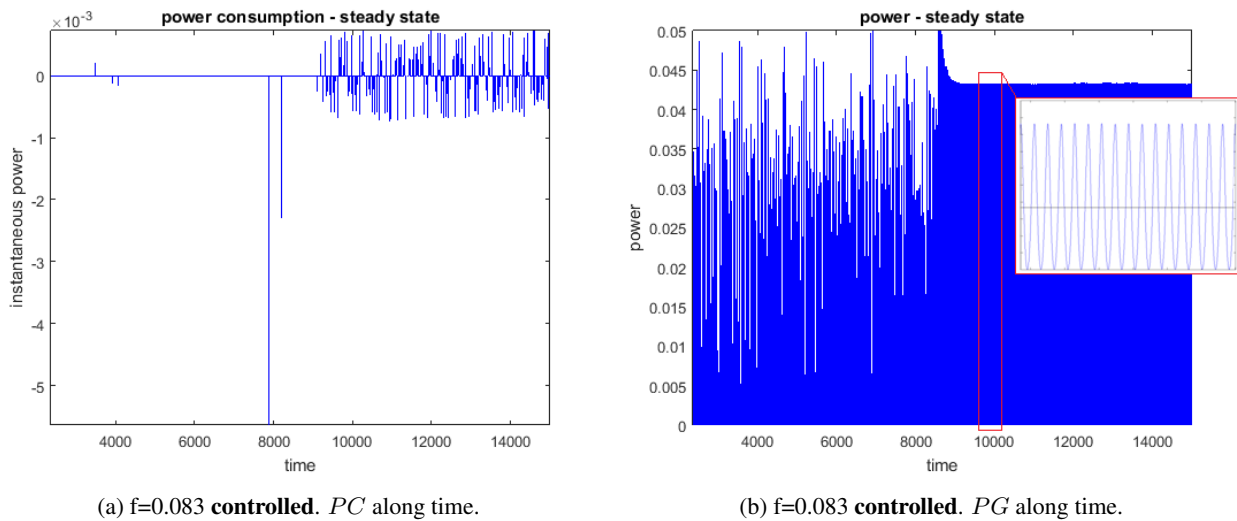 power consumption - steady state
×10⁻³
0
-1
-2
-3
-4
-5
instantaneous power
4000 6000 8000 10000 12000 14000
time
(a) f=0.083 controlled. PC along time.
power - steady state
0.05
0.045
0.04
0.035
0.03
0.025
0.02
0.015
0.01
0.005
0
power
4000 6000 8000 10000 12000 14000
time
(b) f=0.083 controlled. PG along time.